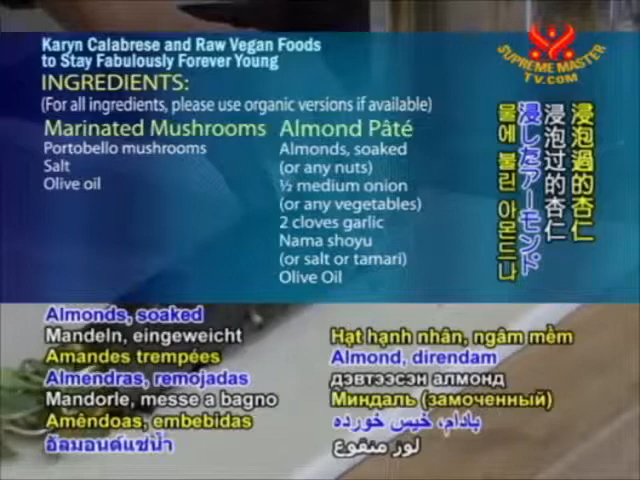 Karyn Calabrese and Raw Vegan Foods
to Stay Fabulously Forever Young
INGREDIENTS:
(For all ingredients, please use organic versions if available)
Marinated Mushrooms
Portobello mushrooms
Salt
Olive oil
Almond Pâté
Almonds, soaked
(or any nuts)
½ medium onion
(or any vegetables)
2 cloves garlic
Nama shoyu
(or salt or tamari)
Olive Oil
SUPREME MASTER
TV.COM
浸泡過的杏仁
浸泡过的杏仁
浸したアーモンド
물에 불린 아몬드나
Almonds, soaked
Mandeln, eingeweicht
Amandes trempées
Almendras, remojadas
Mandorle, messe a bagno
Amêndoas, embebidas
อัลมอนด์แช่น้ำ
Hạt hạnh nhân, ngâm mềm
Almond, direndam
дэвтээсэн алмонд
Миндаль (замоченный)
بادام، خیس خورده
لوز منقوع